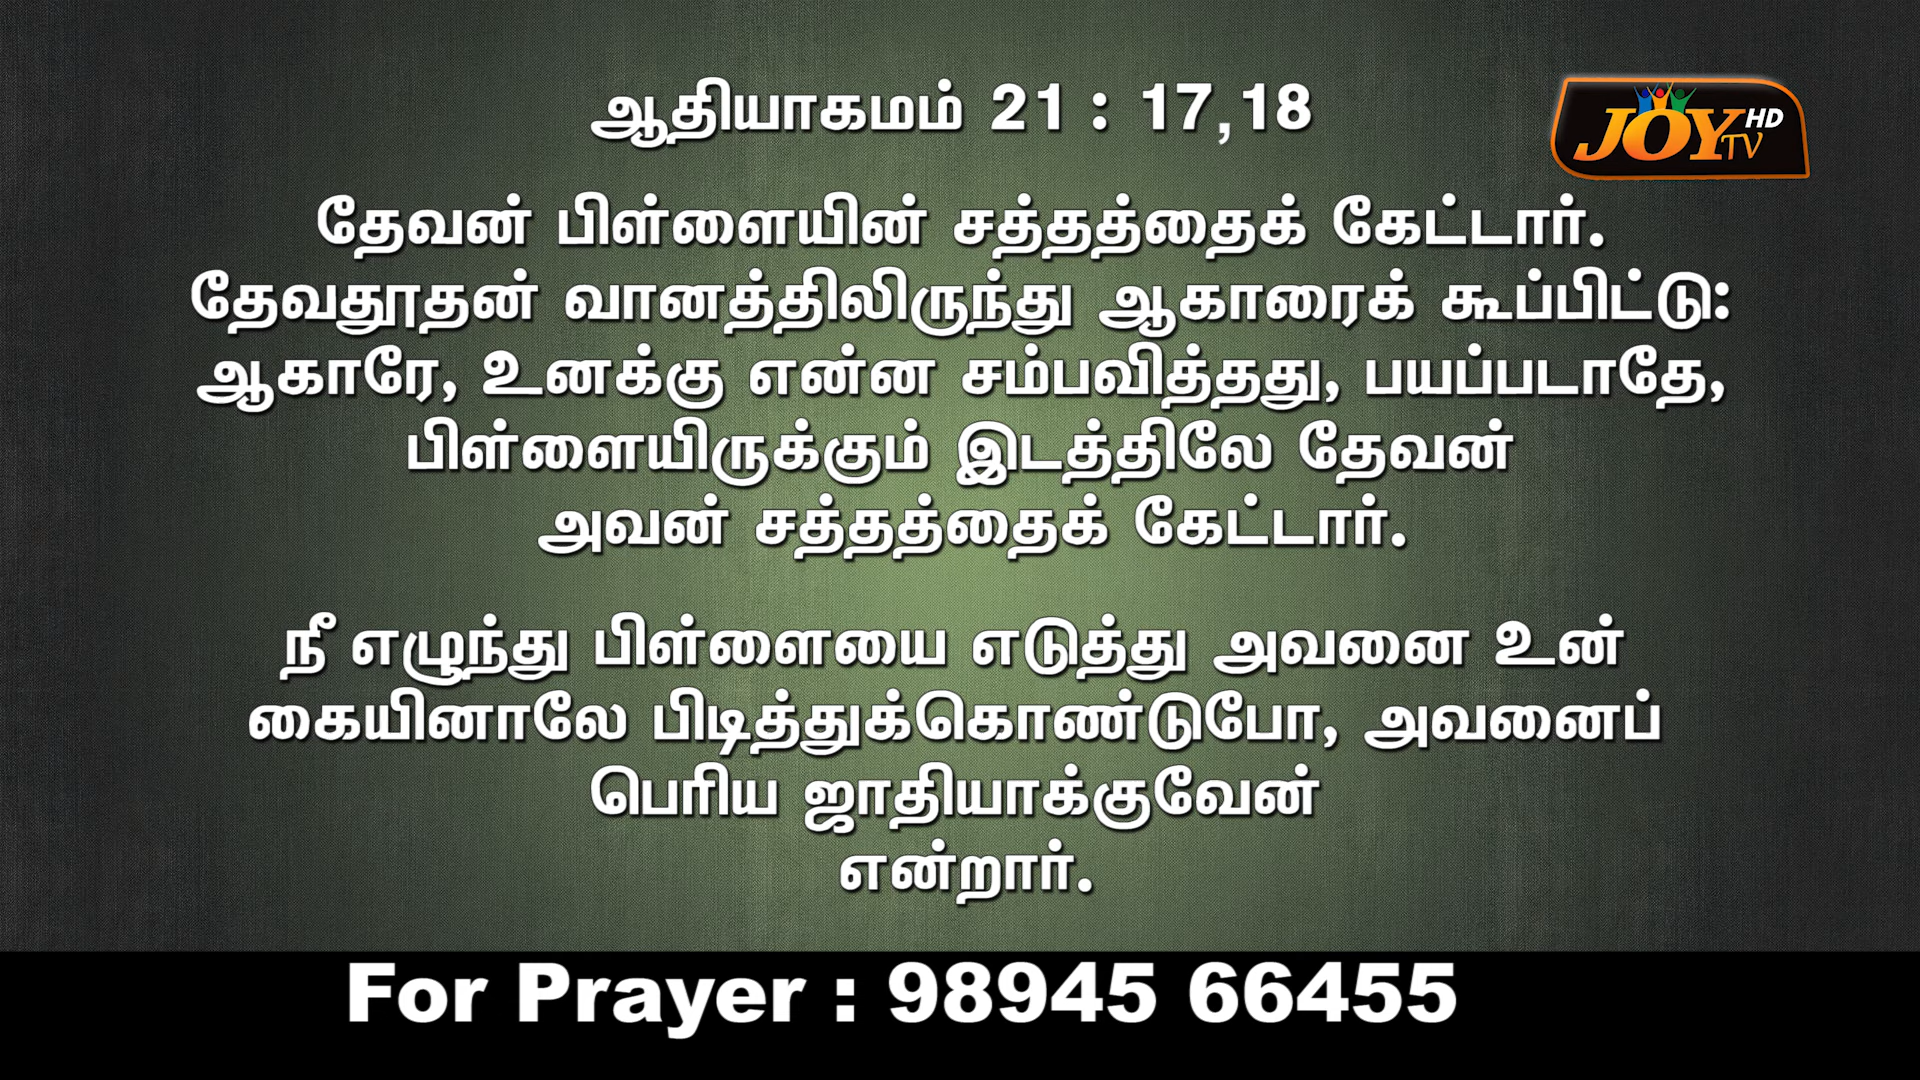 ஆதியாகமம் 21 : 17,18
JOY TV HD
தேவன் பிள்ளையின் சத்தத்தைக் கேட்டார்.
தேவதூதன் வானத்திலிருந்து ஆகாரைக் கூப்பிட்டு:
ஆகாரே, உனக்கு என்ன சம்பவித்தது, பயப்படாதே,
பிள்ளையிருக்கும் இடத்திலே தேவன்
அவன் சத்தத்தைக் கேட்டார்.
நீ எழுந்து பிள்ளையை எடுத்து அவனை உன்
கையினாலே பிடித்துக்கொண்டுபோ, அவனைப்
பெரிய ஜாதியாக்குவேன்
என்றார்.
For Prayer : 98945 66455